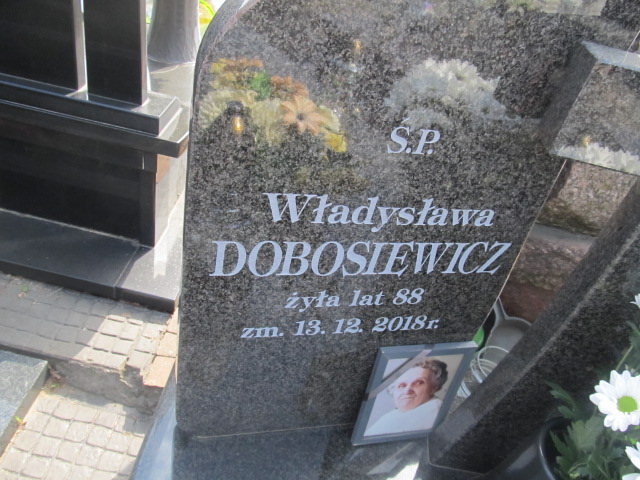 Ś.P.
Władysława
DOBOSIEWICZ
żyła lat 88
zm. 13. 12. 2018r.